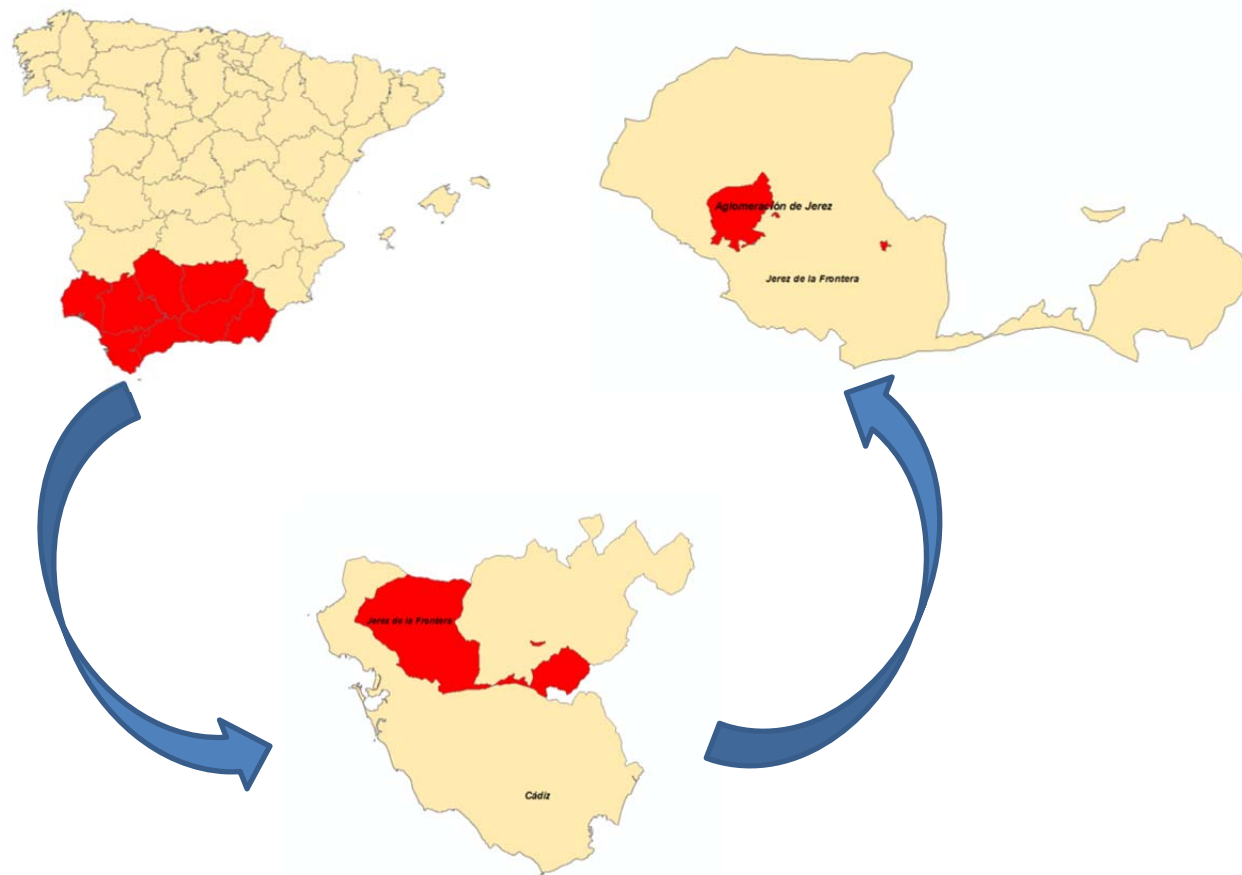 Aglomeración de Jerez
Jerez de la Frontera
Jerez de la Frontera
Cádiz